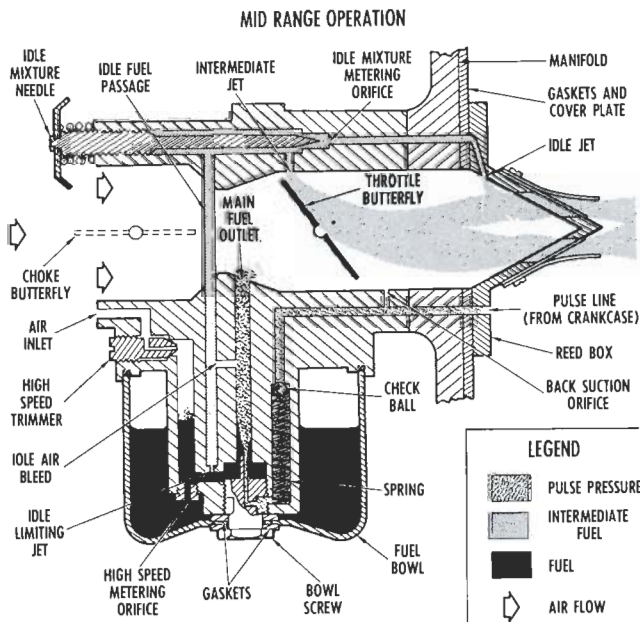 MID RANGE OPERATION
IDLE
MIXTURE
NEEDLE
IDLE FUEL
PASSAGE
INTERMEDIATE
JET
IDLE MIXTURE
METERING
ORIFICE
MANIFOLD
GASKETS AND
COVER PLATE
IDLE JET
THROTTLE
BUTTERFLY
MAIN
FUEL
OUTLET
CHOKE
BUTTERFLY
AIR
INLET
HIGH
SPEED
TRIMMER
PULSE LINE
(FROM CRANKCASE)
REED BOX
BACK SUCTION
ORIFICE
CHECK
BALL
IOLE AIR
BLEED
SPRING
IDLE
LIMITING
JET
HIGH SPEED
METERING
ORIFICE
GASKETS
BOWL
SCREW
FUEL
BOWL
LEGEND
PULSE PRESSURE
INTERMEDIATE
FUEL
FUEL
AIR FLOW